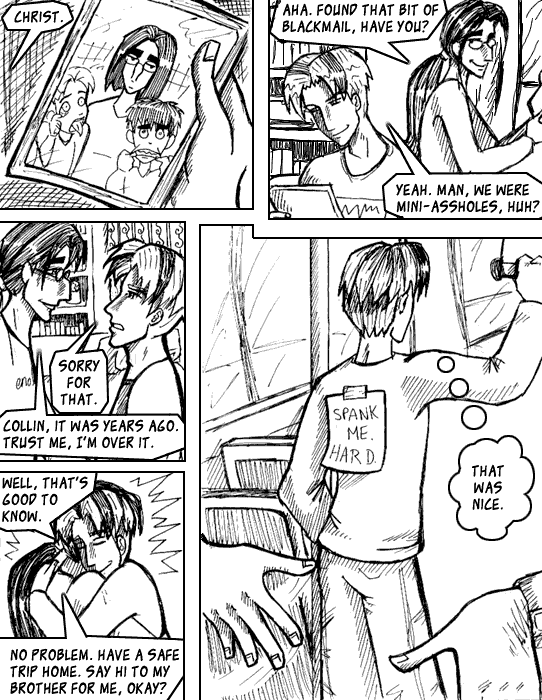 CHRIST.
AHA. FOUND THAT BIT OF
BLACKMAIL, HAVE YOU?
YEAH. MAN, WE WERE
MINI-ASSHOLES, HUH?
SORRY
FOR
THAT.
COLLIN, IT WAS YEARS AGO.
TRUST ME, I'M OVER IT.
WELL, THAT'S
GOOD TO
KNOW.
NO PROBLEM. HAVE A SAFE
TRIP HOME. SAY HI TO MY
BROTHER FOR ME, OKAY?
SPANK
ME.
HARD.
THAT
WAS
NICE.